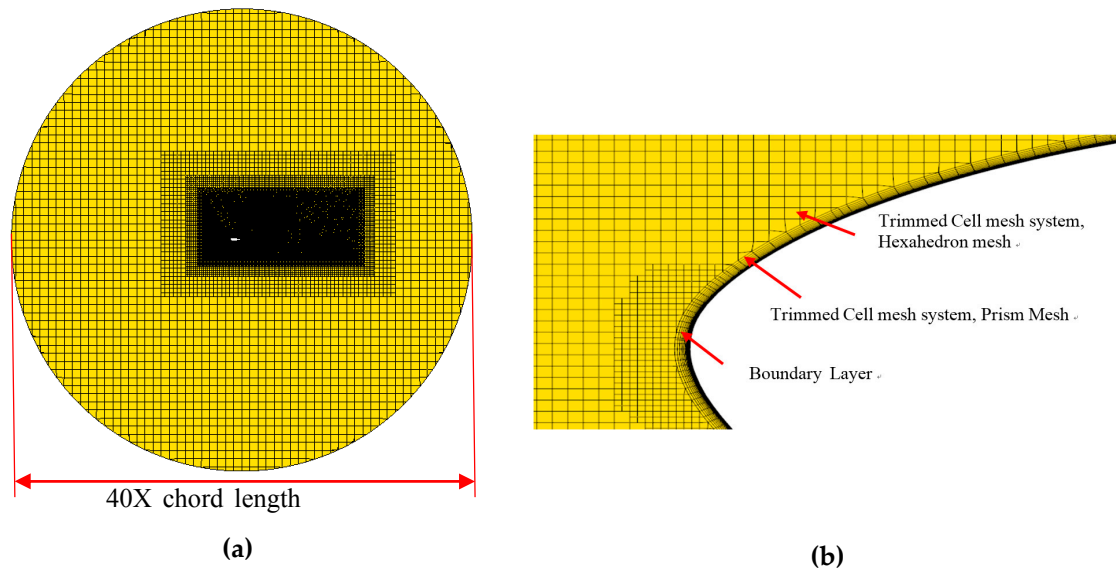 40X chord length
(a)
Trimmed Cell mesh system,
Hexahedron mesh
Trimmed Cell mesh system, Prism Mesh
Boundary Layer
(b)